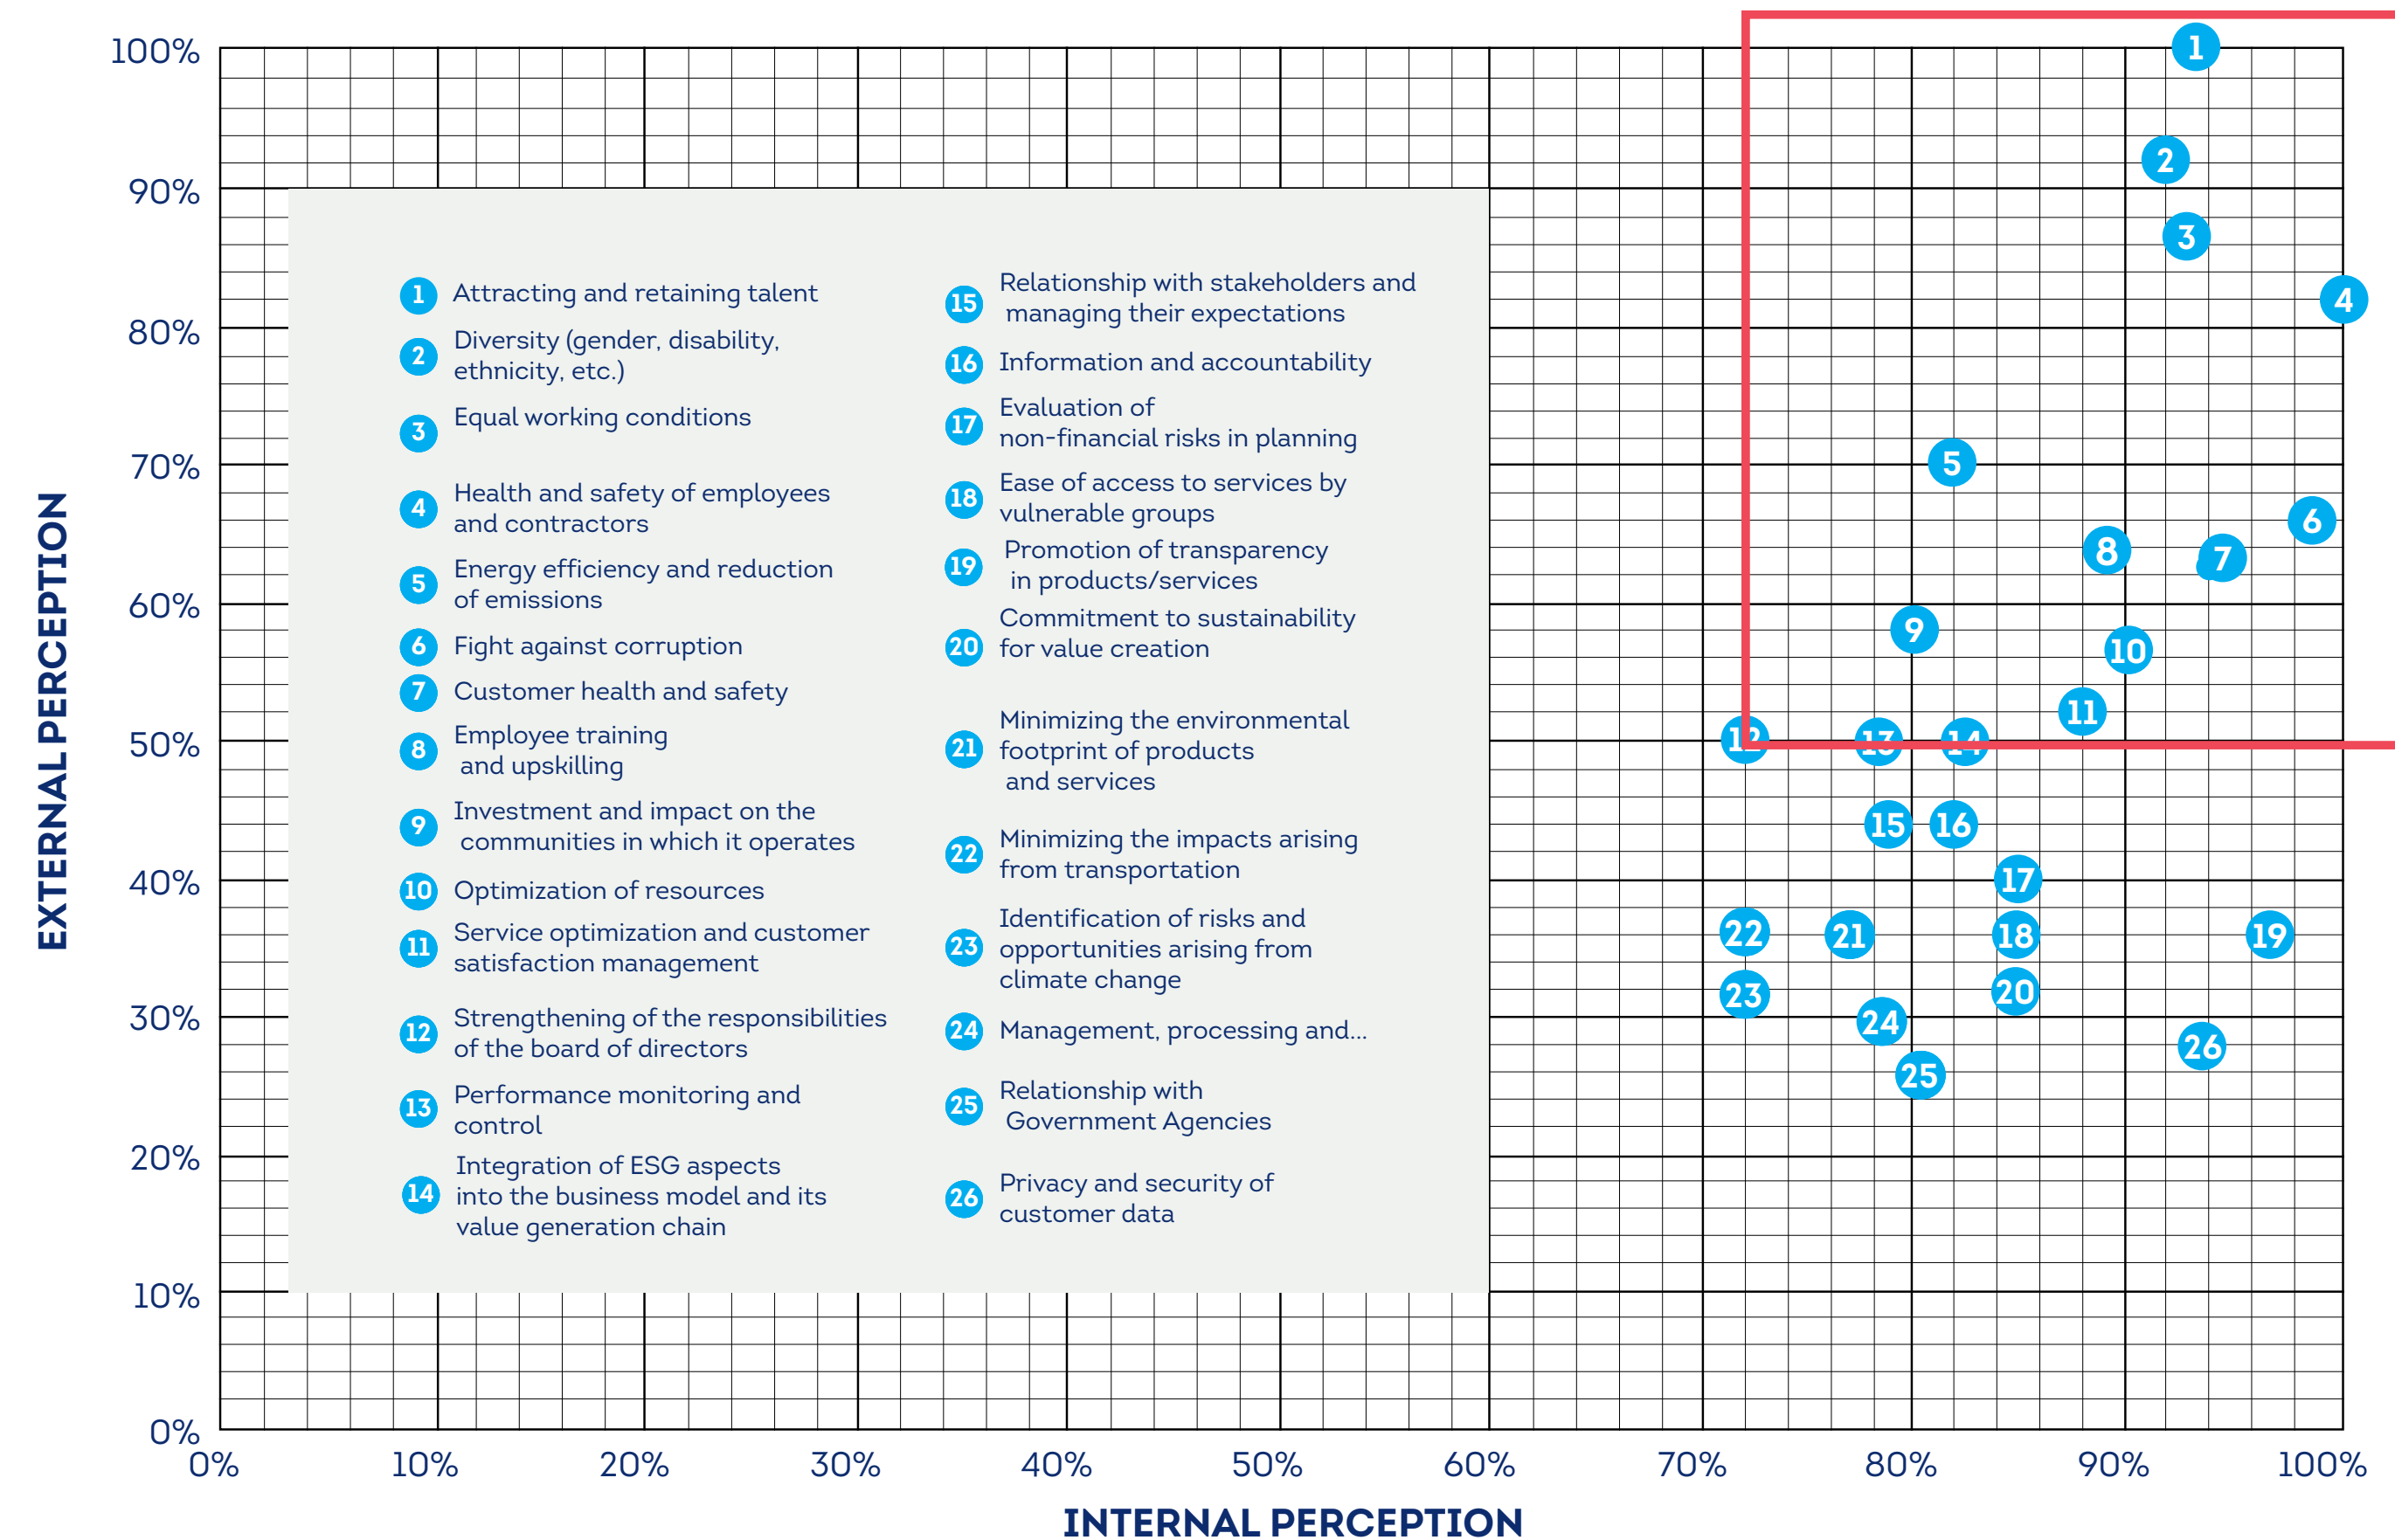 EXTERNAL PERCEPTION
100%
90%
80%
70%
60%
50%
40%
30%
20%
10%
0%
1 Attracting and retaining talent
2 Diversity (gender, disability,
ethnicity, etc.)
3 Equal working conditions
4 Health and safety of employees
and contractors
5 Energy efficiency and reduction
of emissions
6 Fight against corruption
7 Customer health and safety
8 Employee training
and upskilling
9 Investment and impact on the
communities in which it operates
10 Optimization of resources
11 Service optimization and customer
satisfaction management
12 Strengthening of the responsibilities
of the board of directors
13 Performance monitoring and
control
14 Integration of ESG aspects
into the business model and its
value generation chain
15 Relationship with stakeholders and
managing their expectations
16 Information and accountability
17 Evaluation of
non-financial risks in planning
18 Ease of access to services by
vulnerable groups
19 Promotion of transparency
in products/services
20 Commitment to sustainability
for value creation
21 Minimizing the environmental
footprint of products
and services
22 Minimizing the impacts arising
from transportation
23 Identification of risks and
opportunities arising from
climate change
24 Management, processing and...
25 Relationship with
Government Agencies
26 Privacy and security of
customer data
1
2
3
4
5
6
8
7
9
10
11
12
13
14
15
16
17
22
21
18
19
23
20
24
26
25
0%
10%
20%
30%
40%
50%
60%
70%
80%
90%
100%
INTERNAL PERCEPTION